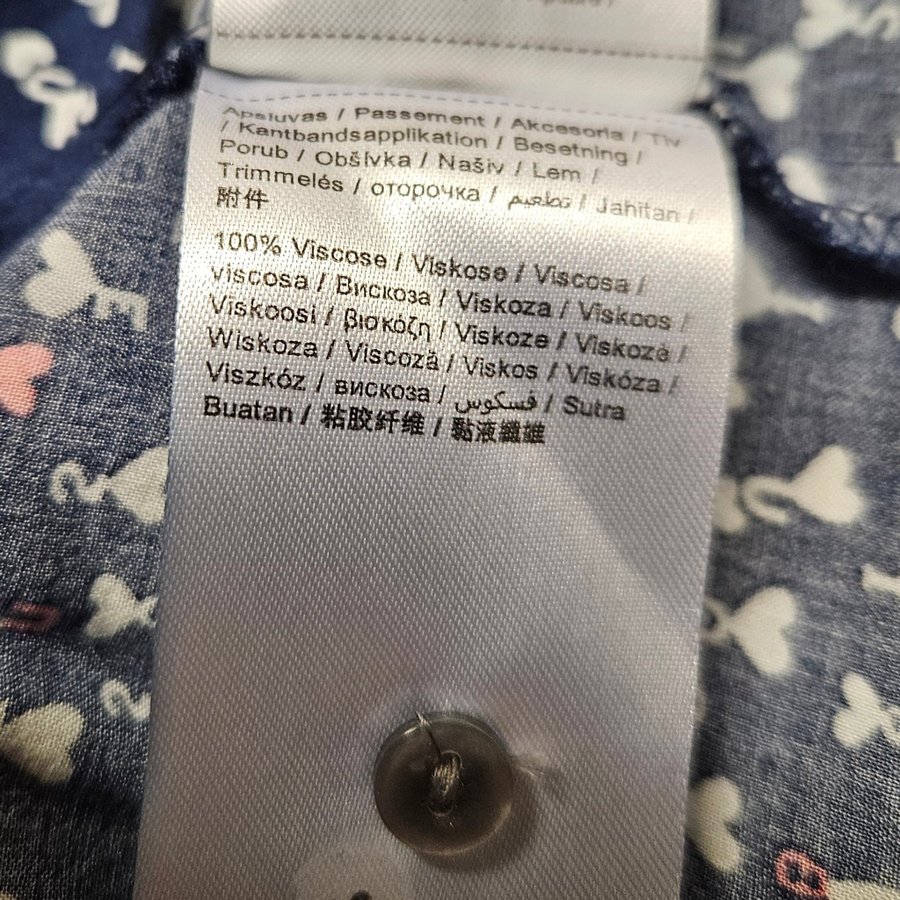 Apsiuvas / Passement / Akcesoria / Tiv
/ Kantbandsapplikation / Besetning /
Porub / Obšívka / Našiv / Lem /
Trimmelés / оторочка / تطعيم / Jahitan /
附件
100% Viscose / Viskose / Viscosa /
viscosa / Вискоза / Viskoza / Viskoos /
Viskoosi / βισκόζη / Viskoze / Viskozė /
Wiskoza / Viscoză / Viskos / Viskóza /
Viszkóz / вискоза / فسكوس / Sutra
Buatan / 粘胶纤维 / 黏液纖維